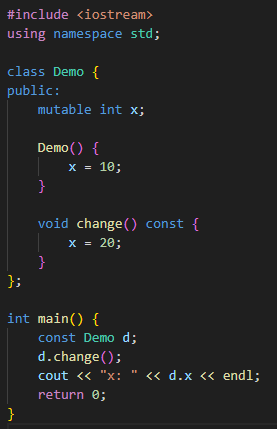 #include <iostream>
using namespace std;

class Demo {
public:
    mutable int x;

    Demo() {
        x = 10;
    }

    void change() const {
        x = 20;
    }
};

int main() {
    const Demo d;
    d.change();
    cout << "x: " << d.x << endl;
    return 0;
}